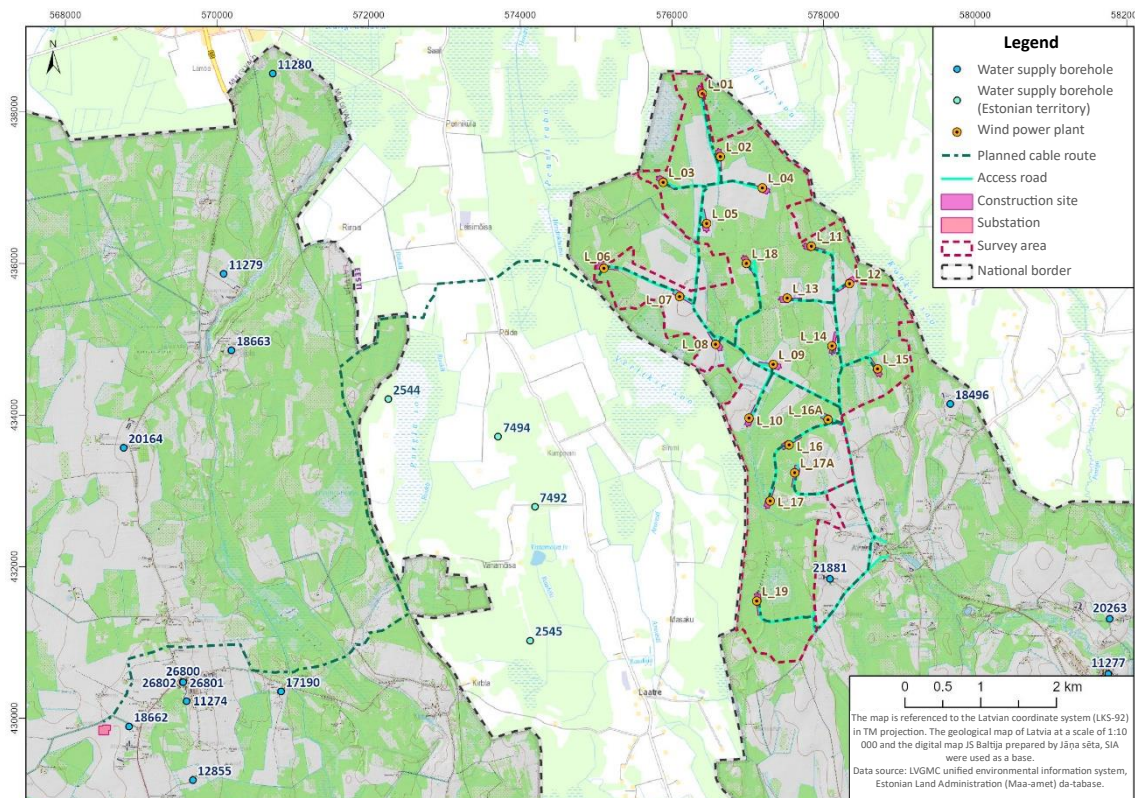 568000
570000
572000
574000
576000
578000
580000
58200
438000
436000
434000
432000
430000
N
Legend
Water supply borehole
Water supply borehole
(Estonian territory)
Wind power plant
Planned cable route
Access road
Construction site
Substation
Survey area
National border
11280
L_01
L_02
L_03
L_04
L_05
L_11
L_18
L_06
11279
L_12
L_13
L_07
L_14
L_08
18663
L_09
L_15
2544
18496
L_16A
L_10
7494
20164
L_16
L_17A
7492
L_17
21881
L_19
20263
2545
11277
26800
26802
26801
17190
11274
18662
12855
Saal
Penniküla
Laatre
Kirbla
Masaku
0 0.5 1 2 km
The map is referenced to the Latvian coordinate system (LKS-92)
in TM projection. The geological map of Latvia at a scale of 1:10
000 and the digital map JS Baltija prepared by Jāņa sēta, SIA
were used as a base.
Data source: LVGMC unified environmental information system,
Estonian Land Administration (Maa-amet) da-tabase.